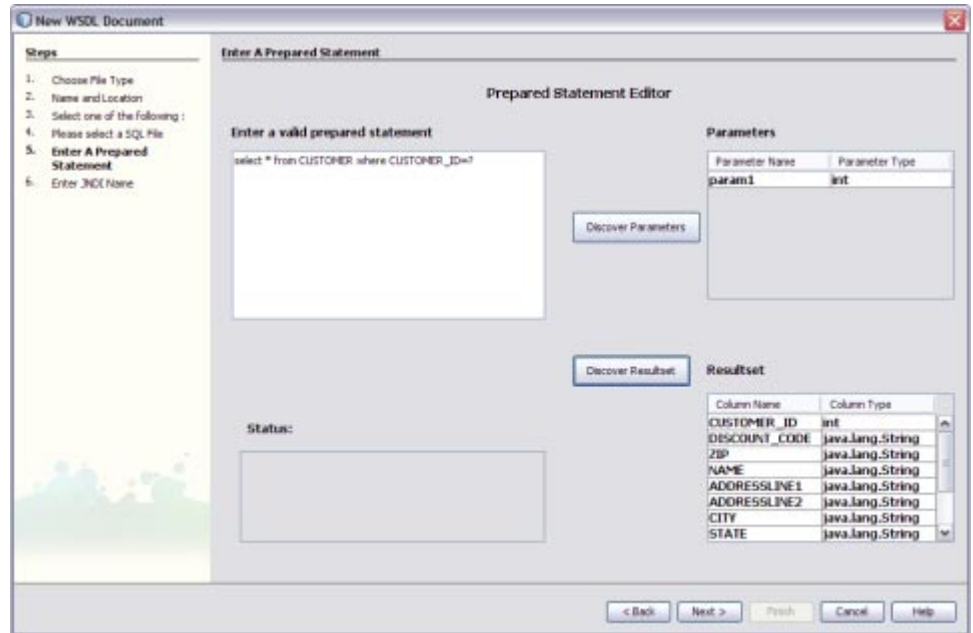 New WSDL Document
Steps
1. Choose File Type
2. Name and Location
3. Select one of the following :
4. Please select a SQL File
5. Enter A Prepared
Statement
6. Enter JNDI Name
Enter A Prepared Statement
Prepared Statement Editor
Enter a valid prepared statement
select * from CUSTOMER where CUSTOMER_ID=?
Discover Parameters
Parameters
Parameter Name Parameter Type
param1 int
Discover Resultset
Resultset
Column Name Column Type
CUSTOMER_ID int
DISCOUNT_CODE java.lang.String
ZIP java.lang.String
NAME java.lang.String
ADDRESSLINE1 java.lang.String
ADDRESSLINE2 java.lang.String
CITY java.lang.String
STATE java.lang.String
Status:
< Back Next > Finish Cancel Help